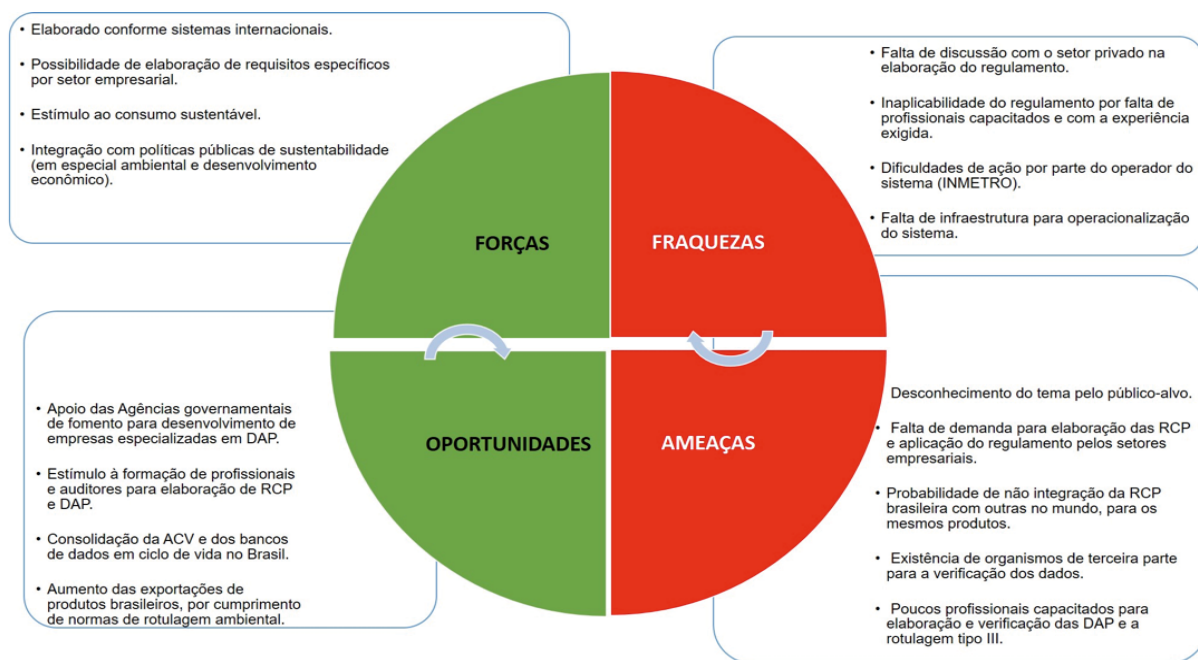 • Elaborado conforme sistemas internacionais.
• Possibilidade de elaboração de requisitos específicos
por setor empresarial.
• Estímulo ao consumo sustentável.
• Integração com políticas públicas de sustentabilidade
(em especial ambiental e desenvolvimento
econômico).
FORÇAS
• Falta de discussão com o setor privado na
elaboração do regulamento.
• Inaplicabilidade do regulamento por falta de
profissionais capacitados e com a experiência
exigida.
• Dificuldades de ação por parte do operador do
sistema (INMETRO).
• Falta de infraestrutura para operacionalização
do sistema.
FRAQUEZAS
• Apoio das Agências governamentais
de fomento para desenvolvimento de
empresas especializadas em DAP.
• Estímulo à formação de profissionais
e auditores para elaboração de RCP
e DAP.
• Consolidação da ACV e dos bancos
de dados em ciclo de vida no Brasil.
• Aumento das exportações de
produtos brasileiros, por cumprimento
de normas de rotulagem ambiental.
OPORTUNIDADES
AMEAÇAS
Desconhecimento do tema pelo público-alvo.
• Falta de demanda para elaboração das RCP
e aplicação do regulamento pelos setores
empresariais.
• Probabilidade de não integração da RCP
brasileira com outras no mundo, para os
mesmos produtos.
• Existência de organismos de terceira parte
para a verificação dos dados.
• Poucos profissionais capacitados para
elaboração e verificação das DAP e a
rotulagem tipo III.